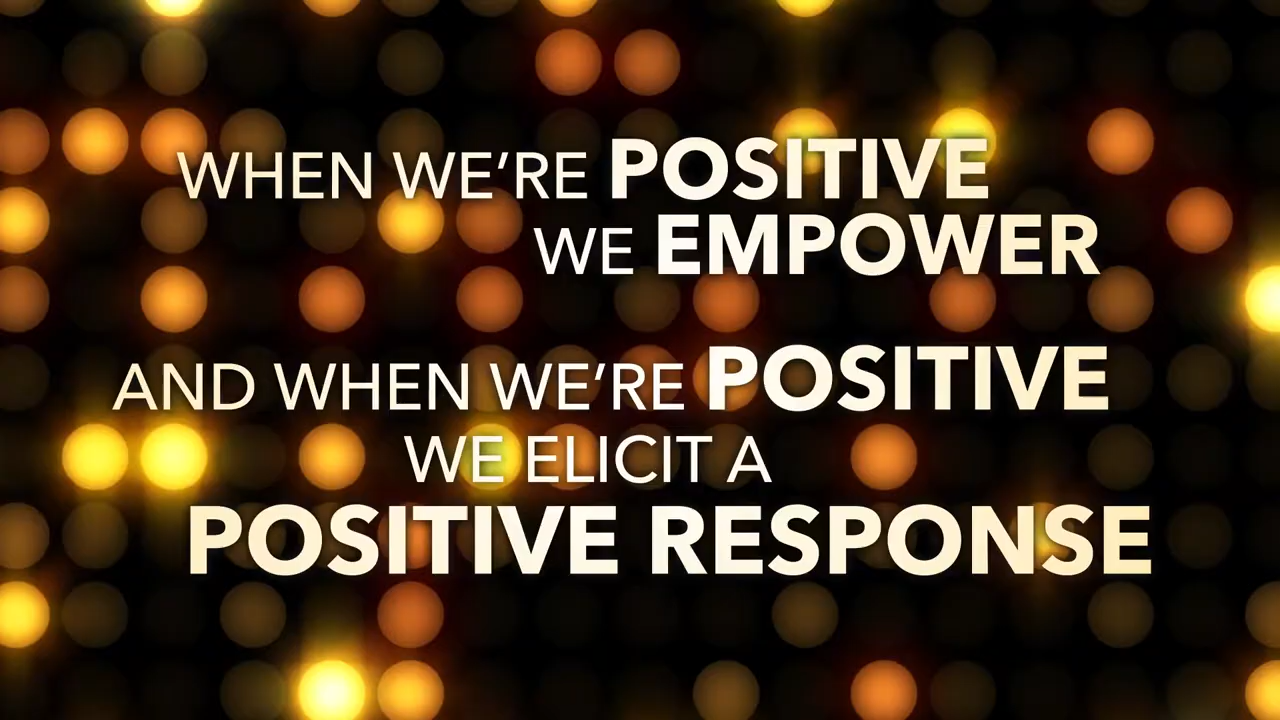 WHEN WE’RE POSITIVE
WE EMPOWER
AND WHEN WE’RE POSITIVE
WE ELICIT A
POSITIVE RESPONSE